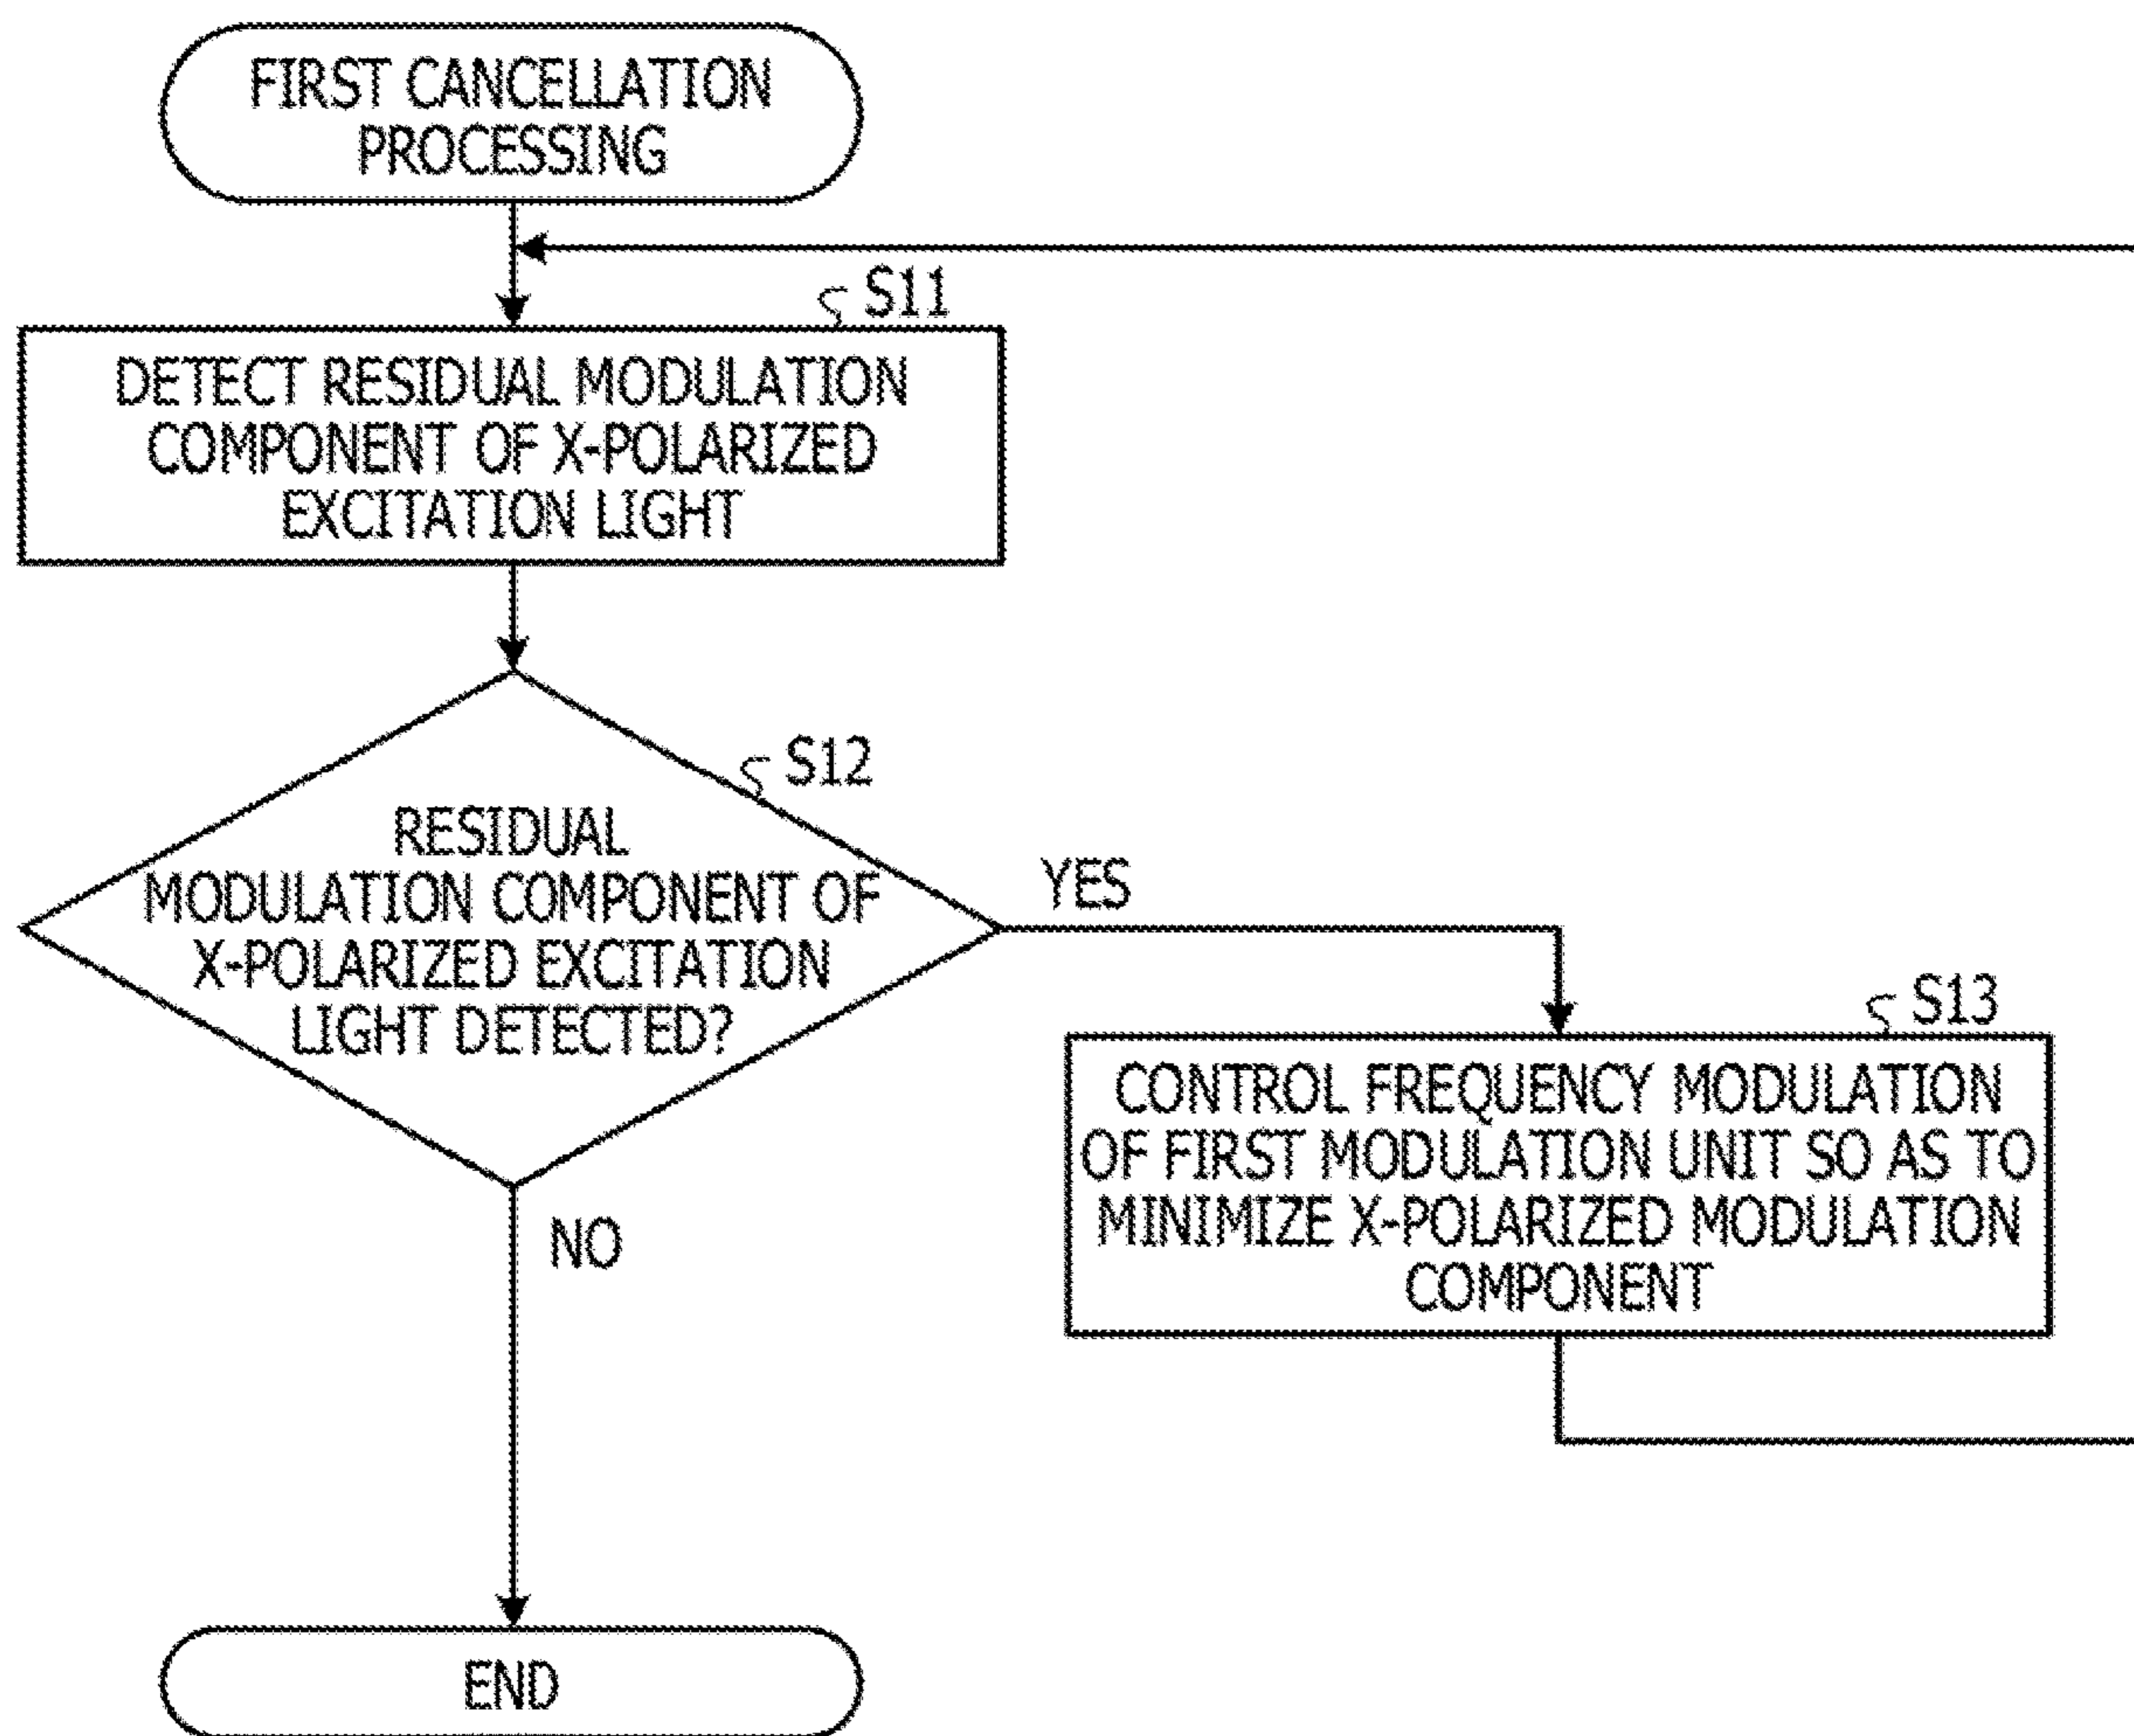 FIRST CANCELLATION
PROCESSING
S11
DETECT RESIDUAL MODULATION
COMPONENT OF X-POLARIZED
EXCITATION LIGHT
S12
RESIDUAL
MODULATION COMPONENT OF
X-POLARIZED EXCITATION
LIGHT DETECTED?
YES
S13
CONTROL FREQUENCY MODULATION
OF FIRST MODULATION UNIT SO AS TO
MINIMIZE X-POLARIZED MODULATION
COMPONENT
NO
END